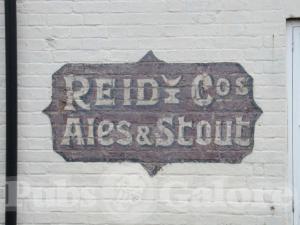 REID & Cos
Ales & Stout
Pubs Galore